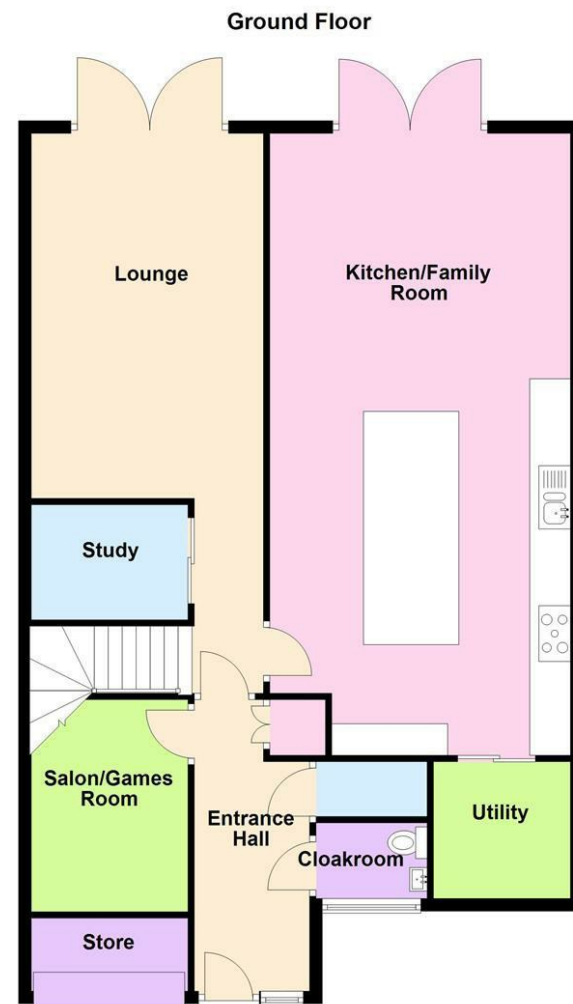 Ground Floor
Lounge
Kitchen/Family
Room
Study
Salon/Games
Room
Entrance
Hall
Cloakroom
Utility
Store